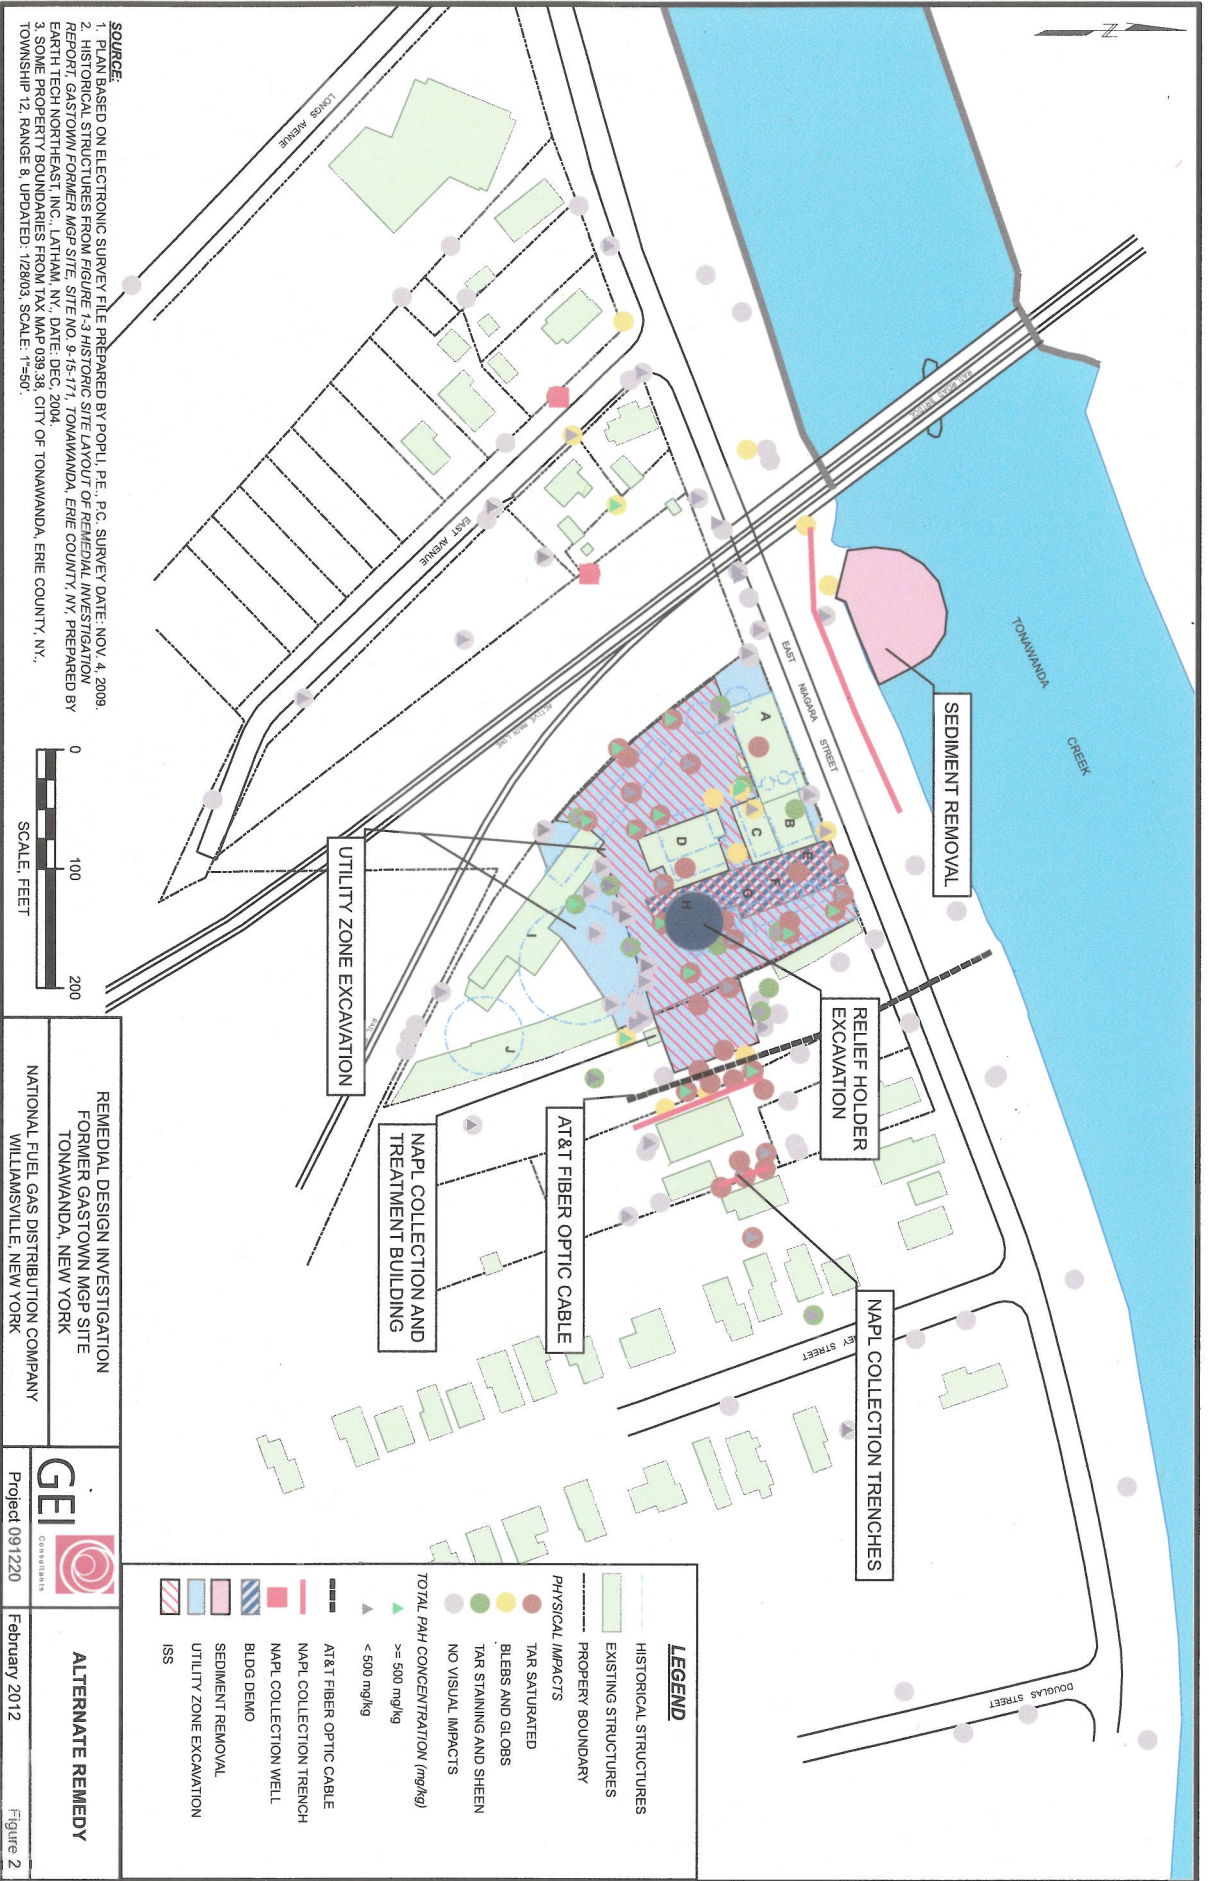 N
LONGS AVENUE
EAST AVENUE
EAST NIAGARA STREET
RAILROAD BRIDGE
TONAWANDA CREEK
ACTIVE MAIN LINE
RAIL
EY STREET
DOUGLAS STREET
A
B
C
D
E
F
G
H
I
J
SEDIMENT REMOVAL
RELIEF HOLDER
EXCAVATION
NAPL COLLECTION TRENCHES
UTILITY ZONE EXCAVATION
AT&T FIBER OPTIC CABLE
NAPL COLLECTION AND
TREATMENT BUILDING
SOURCE:
1. PLAN BASED ON ELECTRONIC SURVEY FILE PREPARED BY POPLI, P.E., P.C. SURVEY DATE: NOV. 4, 2009.
2. HISTORICAL STRUCTURES FROM FIGURE 1-3 HISTORIC SITE LAYOUT OF REMEDIAL INVESTIGATION
REPORT, GASTOWN FORMER MGP SITE, SITE NO. 9-15-171, TONAWANDA, ERIE COUNTY, NY, PREPARED BY
EARTH TECH NORTHEAST, INC., LATHAM, NY., DATE: DEC, 2004.
3. SOME PROPERTY BOUNDARIES FROM TAX MAP 039.38, CITY OF TONAWANDA, ERIE COUNTY, NY.,
TOWNSHIP 12, RANGE 8, UPDATED: 1/28/03, SCALE: 1"=50'.
0 100 200
SCALE, FEET
LEGEND
HISTORICAL STRUCTURES
EXISTING STRUCTURES
PROPERY BOUNDARY
PHYSICAL IMPACTS
TAR SATURATED
BLEBS AND GLOBS
TAR STAINING AND SHEEN
NO VISUAL IMPACTS
TOTAL PAH CONCENTRATION (mg/kg)
>= 500 mg/kg
< 500 mg/kg
AT&T FIBER OPTIC CABLE
NAPL COLLECTION TRENCH
NAPL COLLECTION WELL
BLDG DEMO
SEDIMENT REMOVAL
UTILITY ZONE EXCAVATION
ISS
REMEDIAL DESIGN INVESTIGATION
FORMER GASTOWN MGP SITE
TONAWANDA, NEW YORK
NATIONAL FUEL GAS DISTRIBUTION COMPANY
WILLIAMSVILLE, NEW YORK
GEI
Consultants
Project 091220
ALTERNATE REMEDY
February 2012
Figure 2